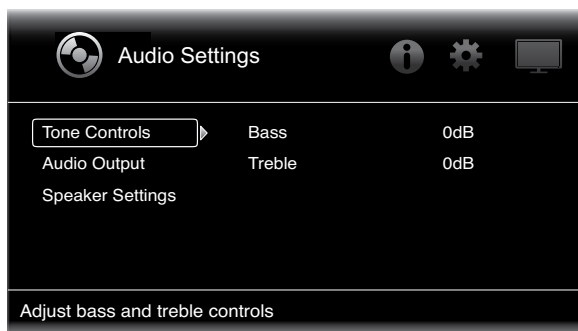 Audio Settings
Tone Controls Bass 0dB
Audio Output Treble 0dB
Speaker Settings
Adjust bass and treble controls